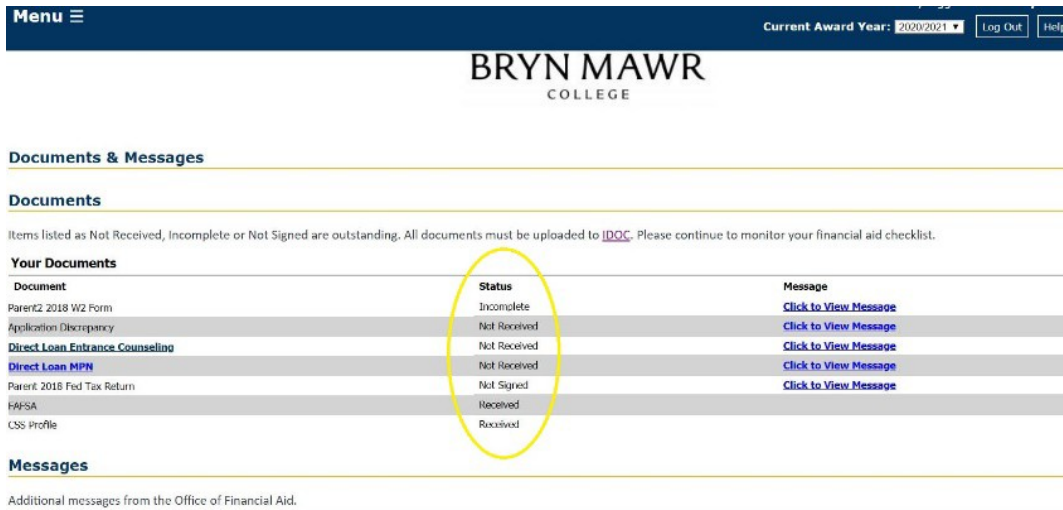 Menu ☰
Current Award Year: 2020/2021 Log Out Help
BRYN MAWR
COLLEGE
Documents & Messages
Documents
Items listed as Not Received, Incomplete or Not Signed are outstanding. All documents must be uploaded to IDOC. Please continue to monitor your financial aid checklist.
Your Documents
Document Status Message
Parent2 2018 W2 Form Incomplete Click to View Message
Application Discrepancy Not Received Click to View Message
Direct Loan Entrance Counseling Not Received Click to View Message
Direct Loan MPN Not Received Click to View Message
Parent 2018 Fed Tax Return Not Signed Click to View Message
FAFSA Received
CSS Profile Received
Messages
Additional messages from the Office of Financial Aid.